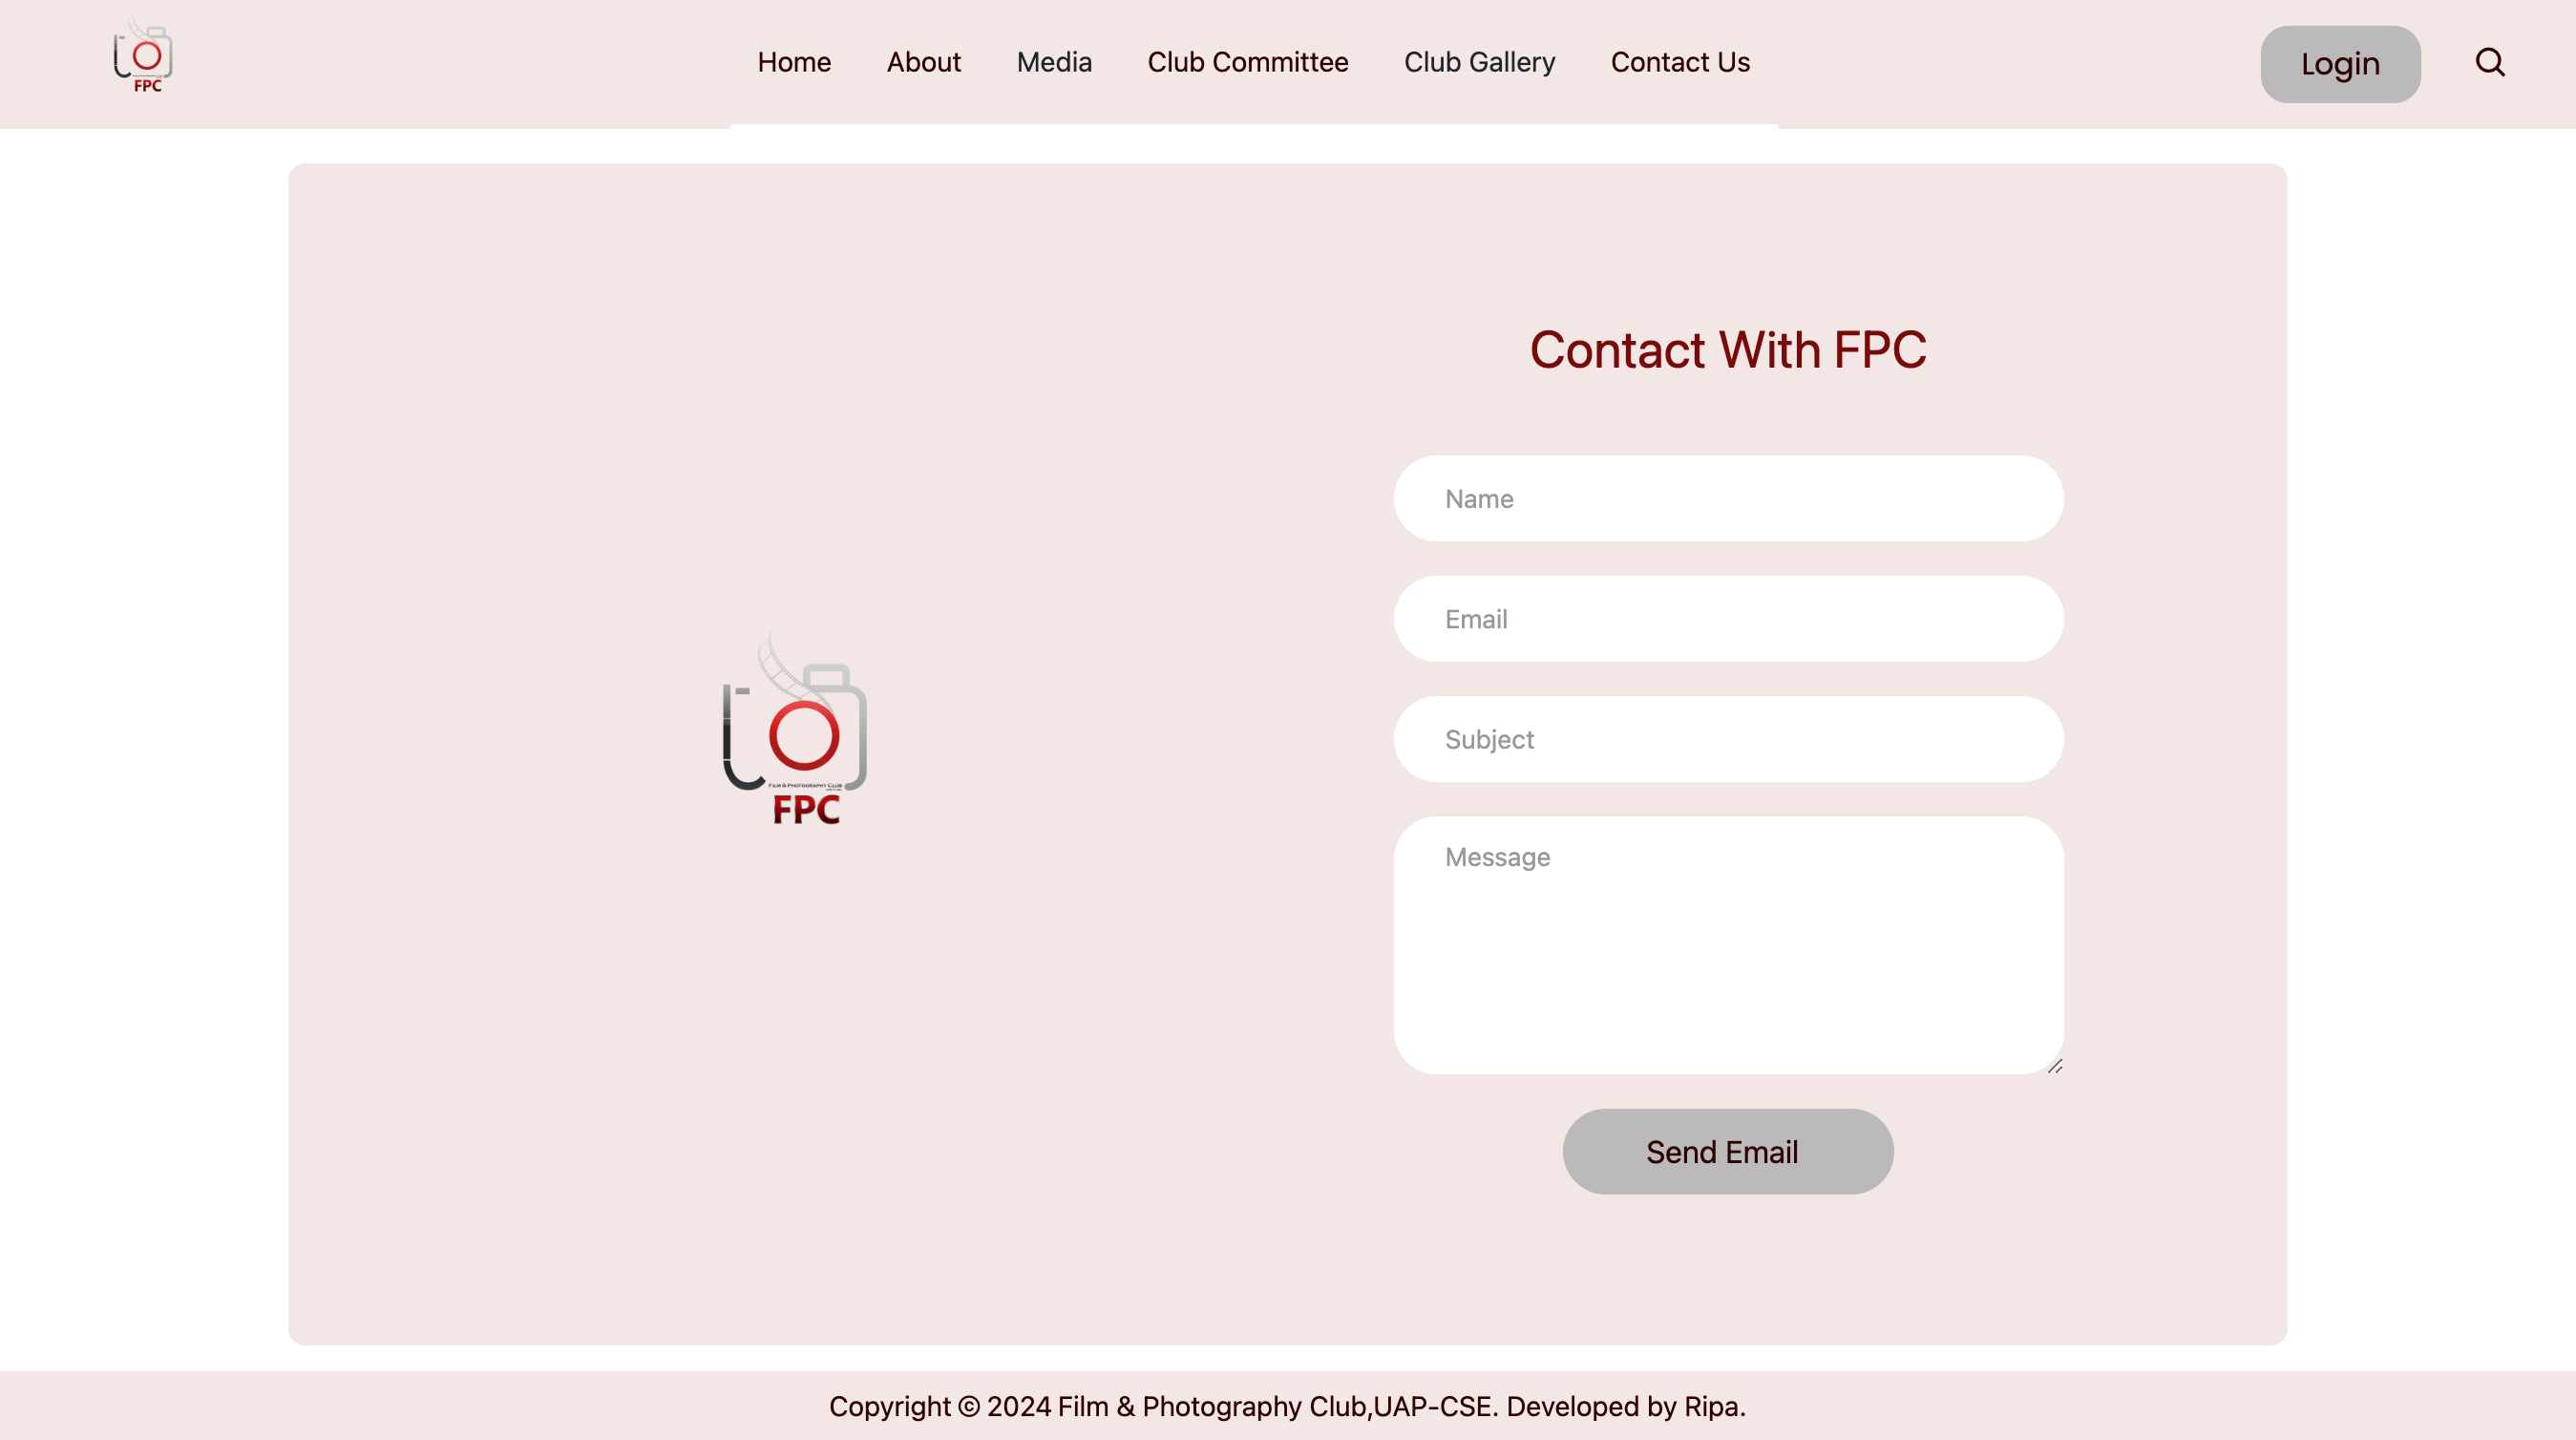 FPC
Home About Media Club Committee Club Gallery Contact Us
Login
Contact With FPC
Name
Email
Subject
Message
Send Email
FILM & PHOTOGRAPHY CLUB
FPC
Copyright © 2024 Film & Photography Club,UAP-CSE. Developed by Ripa.